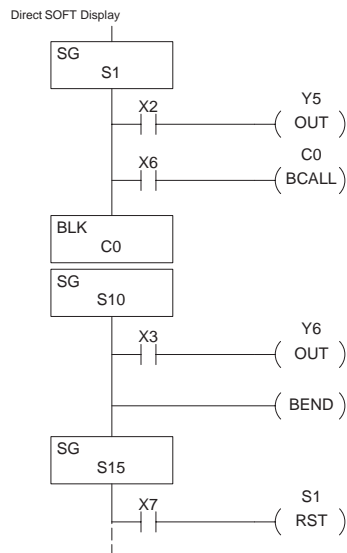 Direct SOFT Display
SG
S1
X2
Y5
OUT
X6
C0
BCALL
BLK
C0
SG
S10
X3
Y6
OUT
BEND
SG
S15
X7
S1
RST